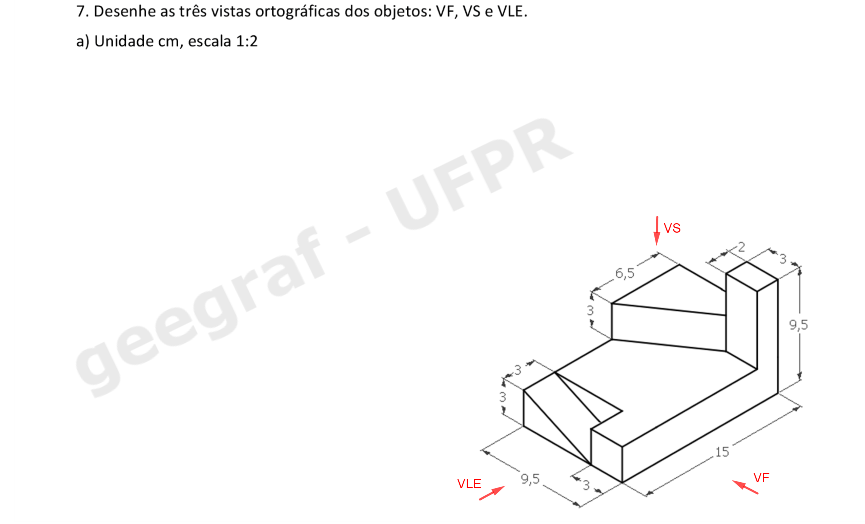 7. Desenhe as três vistas ortográficas dos objetos: VF, VS e VLE.
a) Unidade cm, escala 1:2
geegraf - UFPR
VS
2
3
6,5
3
9,5
3
3
15
9,5
3
VF
VLE